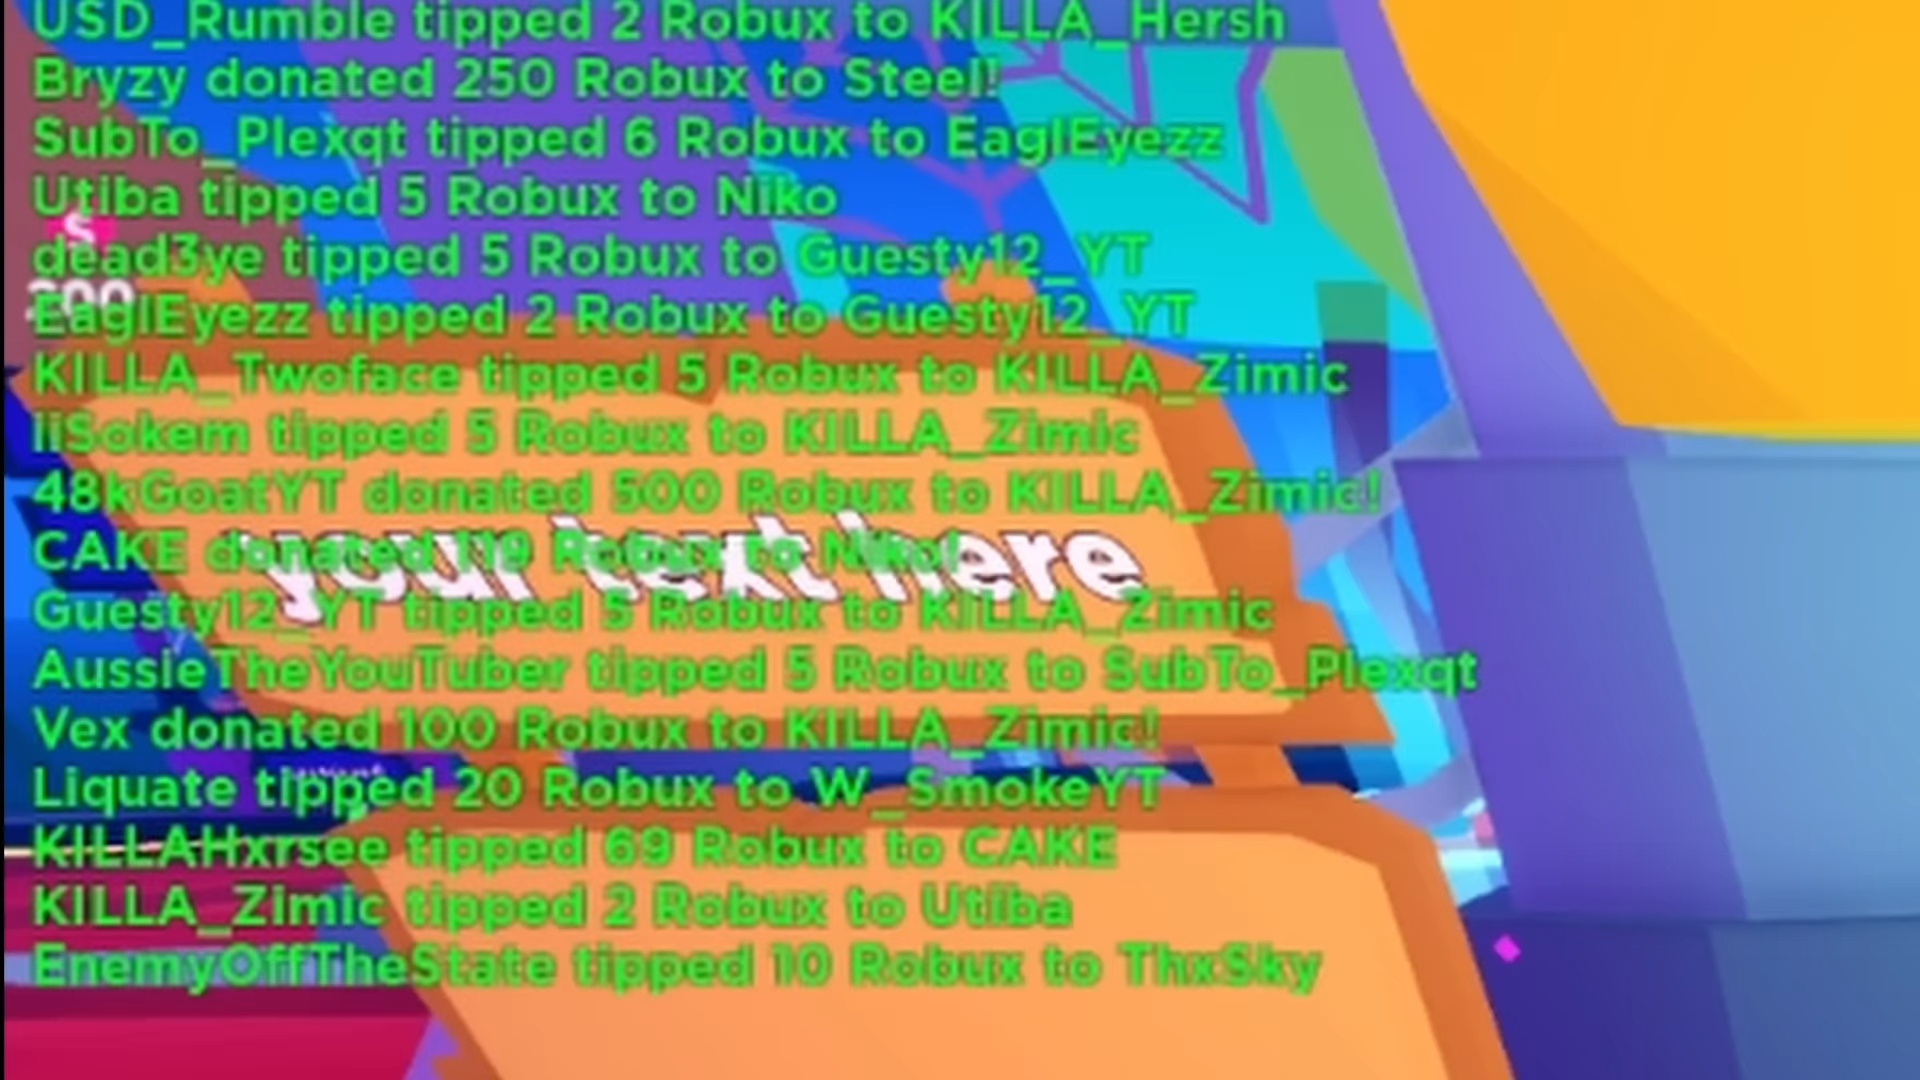 USD_Rumble tipped 2 Robux to KILLA_Hersh
Bryzy donated 250 Robux to Steel!
SubTo_Plexqt tipped 6 Robux to EaglEyezz
Utiba tipped 5 Robux to Niko
dead3ye tipped 5 Robux to Guesty12_YT
200
EaglEyezz tipped 2 Robux to Guesty12_YT
KILLA_Twoface tipped 5 Robux to KILLA_Zimic
iiSokem tipped 5 Robux to KILLA_Zimic
48kGoatYT donated 500 Robux to KILLA_Zimic!
CAKE donated 119 Robux to Niko!
your text here
Guesty12_YT tipped 5 Robux to KILLA_Zimic
AussieTheYouTuber tipped 5 Robux to SubTo_Plexqt
Vex donated 100 Robux to KILLA_Zimic!
Liquate tipped 20 Robux to W_SmokeYT
KILLAHxrsee tipped 69 Robux to CAKE
KILLA_Zimic tipped 2 Robux to Utiba
EnemyOffTheState tipped 10 Robux to ThxSky